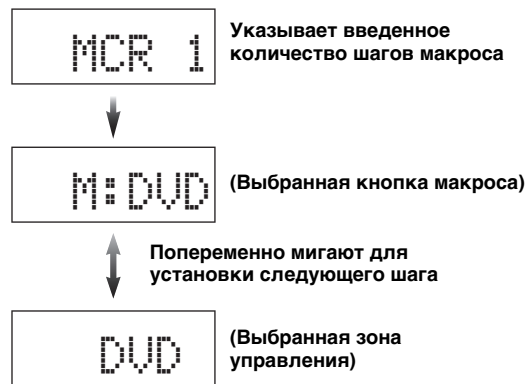 MCR 1
Указывает введенное
количество шагов макроса
M:DVD
(Выбранная кнопка макроса)
Попеременно мигают для
установки следующего шага
DVD
(Выбранная зона
управления)